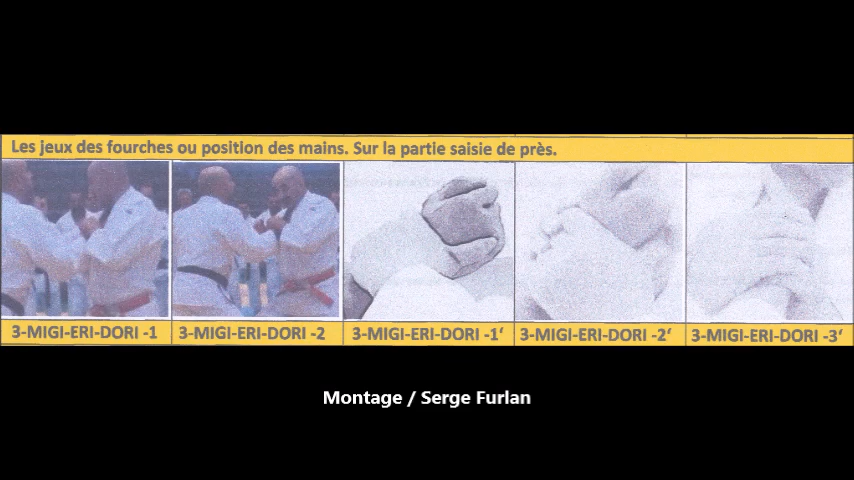 Les jeux des fourches ou position des mains. Sur la partie saisie de près.
3-MIGI-ERI-DORI -1
3-MIGI-ERI-DORI -2
3-MIGI-ERI-DORI -1‘
3-MIGI-ERI-DORI -2‘
3-MIGI-ERI-DORI -3‘
Montage / Serge Furlan